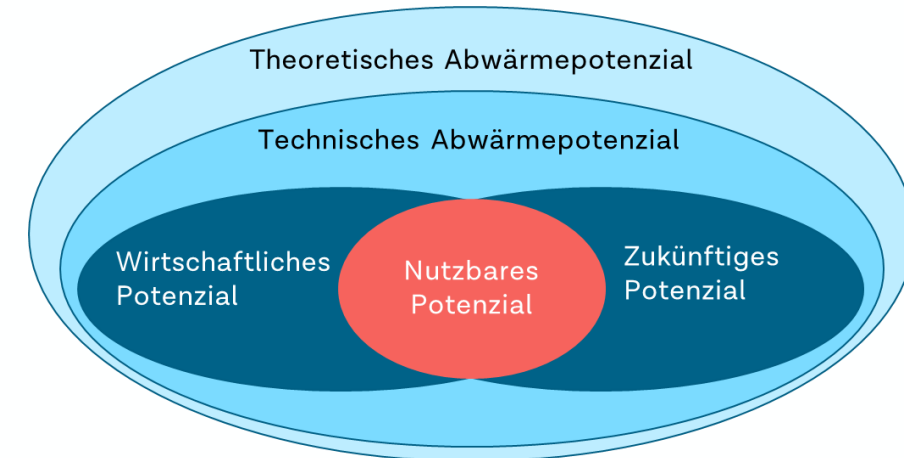 Theoretisches Abwärmepotenzial
Technisches Abwärmepotenzial
Wirtschaftliches
Potenzial
Nutzbares
Potenzial
Zukünftiges
Potenzial